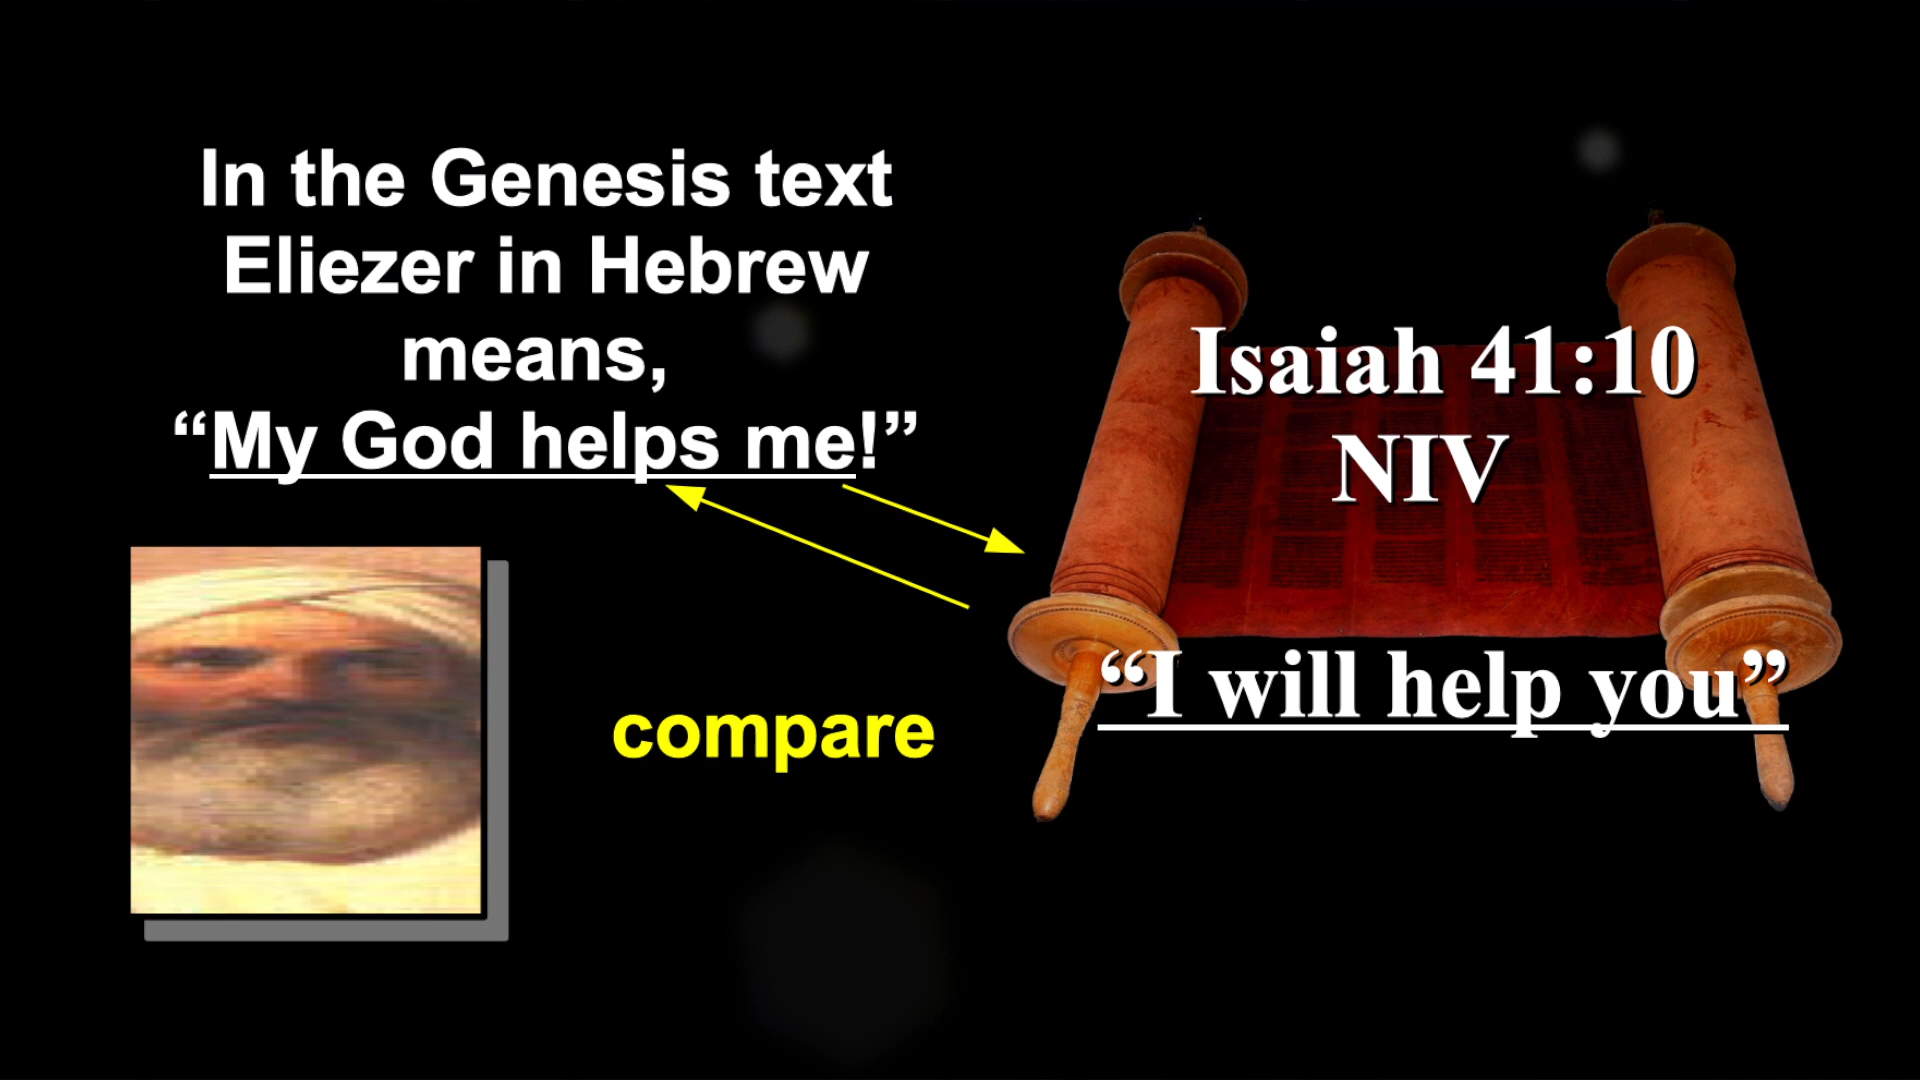 In the Genesis text
Eliezer in Hebrew
means,
“My God helps me!”
Isaiah 41:10
NIV
“I will help you”
compare